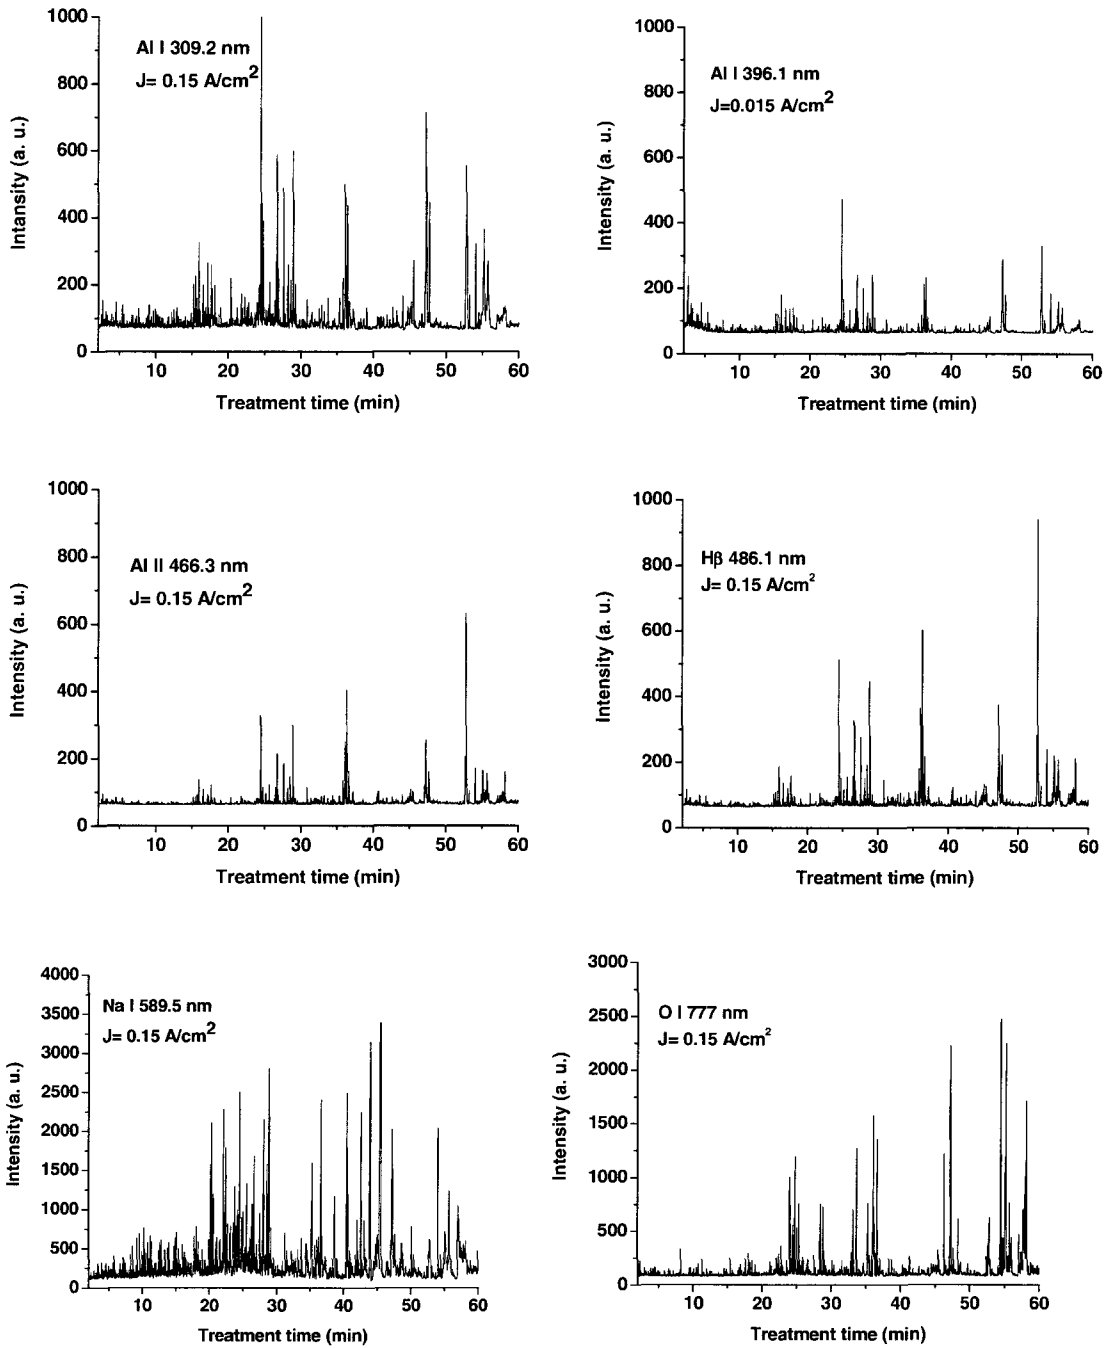 1000
800
600
400
200
0
10 20 30 40 50 60
Intansity (a. u.)
Treatment time (min)
Al I 309.2 nm
J= 0.15 A/cm²
1000
800
600
400
200
0
10 20 30 40 50 60
Intensity (a. u.)
Treatment time (min)
Al I 396.1 nm
J=0.015 A/cm²
1000
800
600
400
200
0
10 20 30 40 50 60
Intensity (a. u.)
Treatment time (min)
Al II 466.3 nm
J= 0.15 A/cm²
1000
800
600
400
200
0
10 20 30 40 50 60
Intensity (a. u.)
Treatment time (min)
Hβ 486.1 nm
J= 0.15 A/cm²
4000
3500
3000
2500
2000
1500
1000
500
0
10 20 30 40 50 60
Intensity (a. u.)
Treatment time (min)
Na I 589.5 nm
J= 0.15 A/cm²
3000
2500
2000
1500
1000
500
0
10 20 30 40 50 60
Intensity (a. u.)
Treatment time (min)
O I 777 nm
J= 0.15 A/cm²